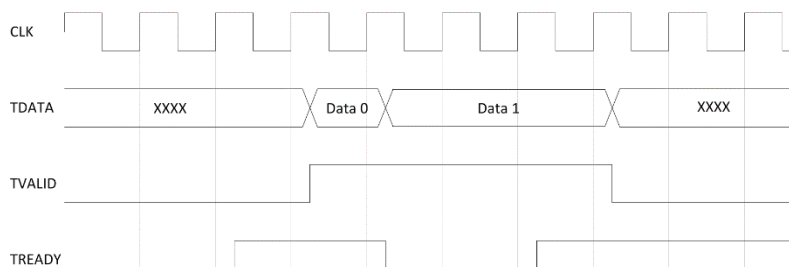 CLK
TDATA XXXX Data 0 Data 1 XXXX
TVALID
TREADY